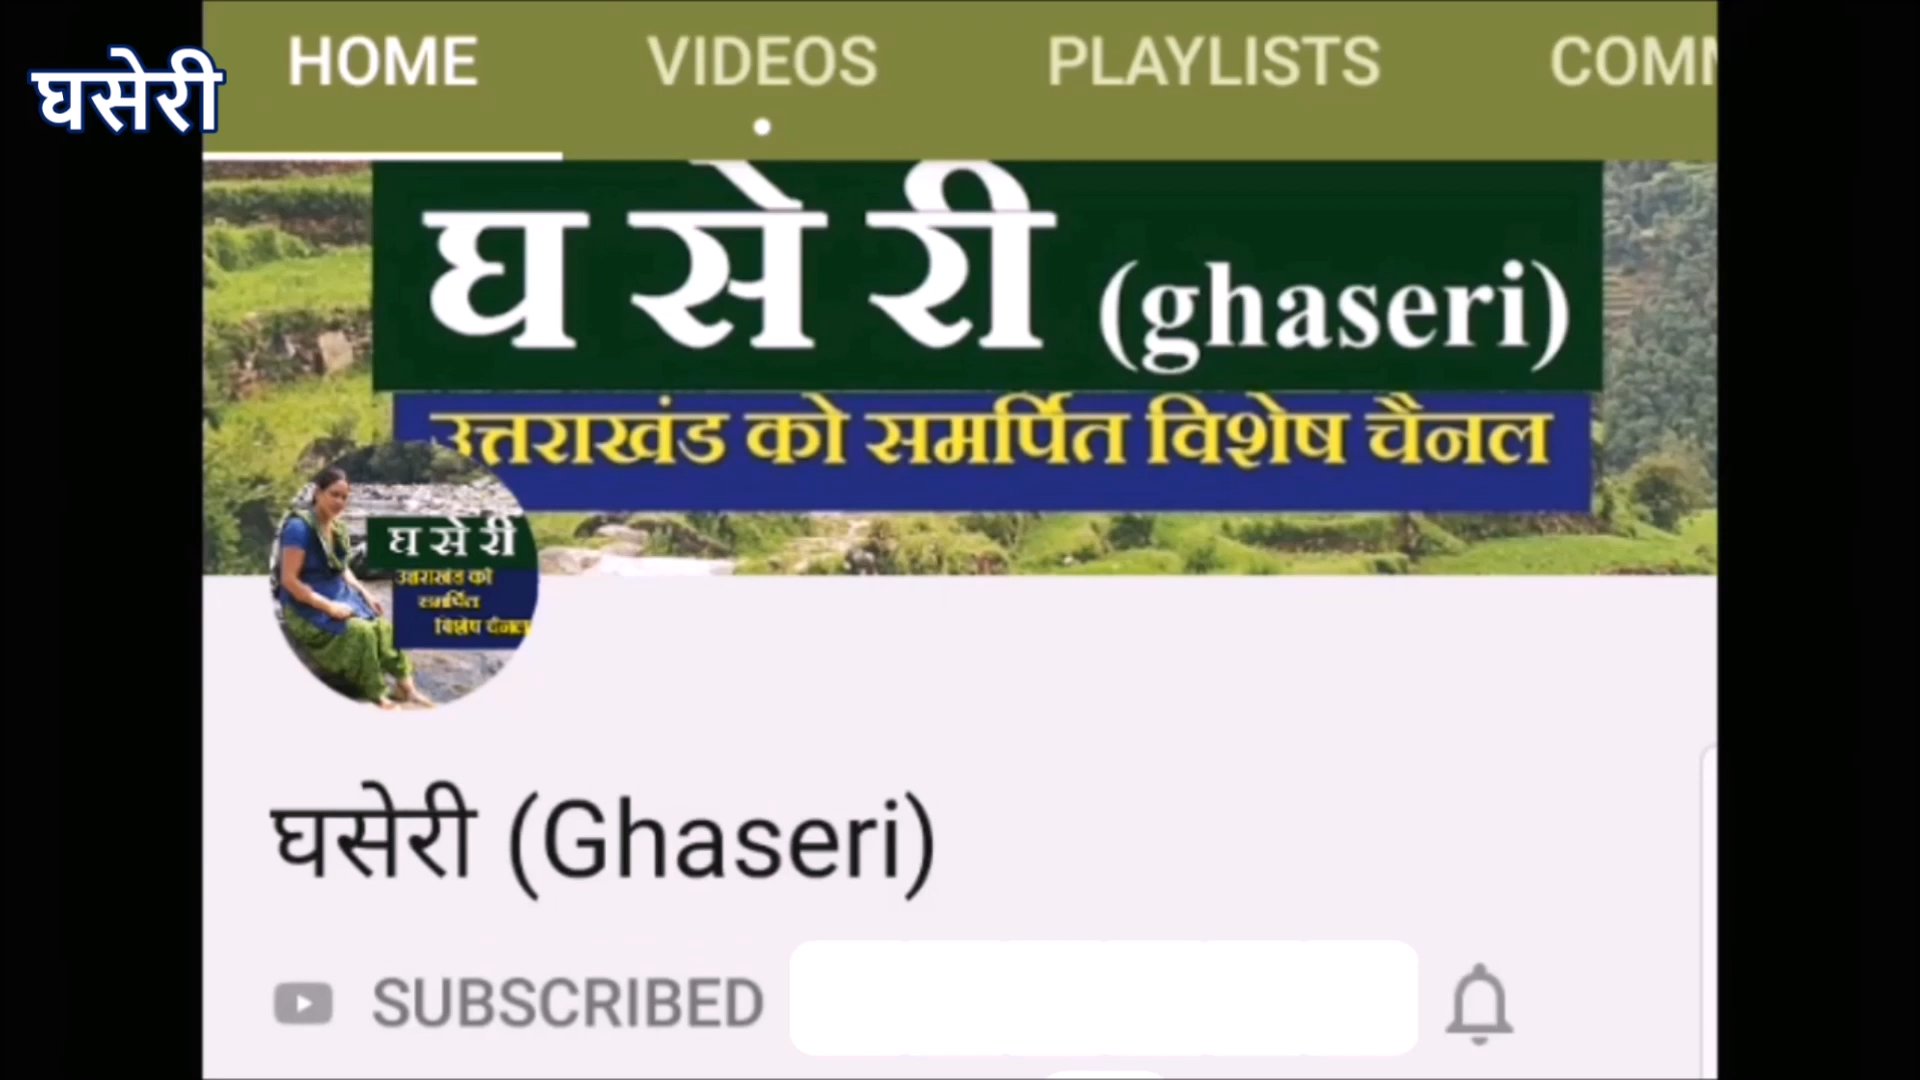 घसेरी
HOME VIDEOS PLAYLISTS COMM
घ से री (ghaseri)
उत्तराखंड को समर्पित विशेष चैनल
घ से री
उत्तराखंड को
समर्पित
विशेष चैनल
घसेरी (Ghaseri)
SUBSCRIBED